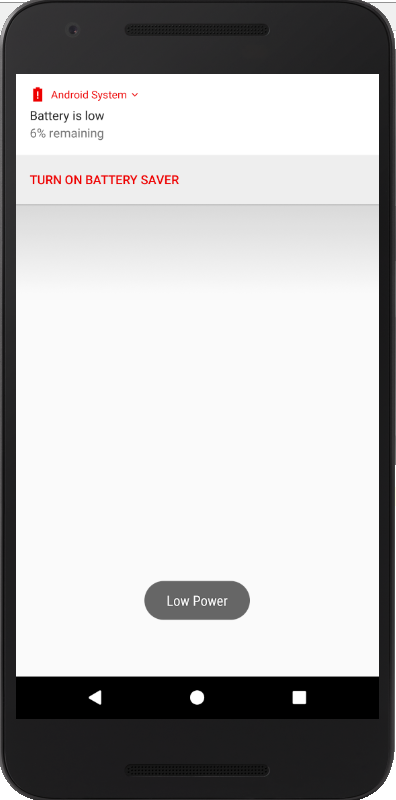 Android System
Battery is low
6% remaining
TURN ON BATTERY SAVER
Low Power